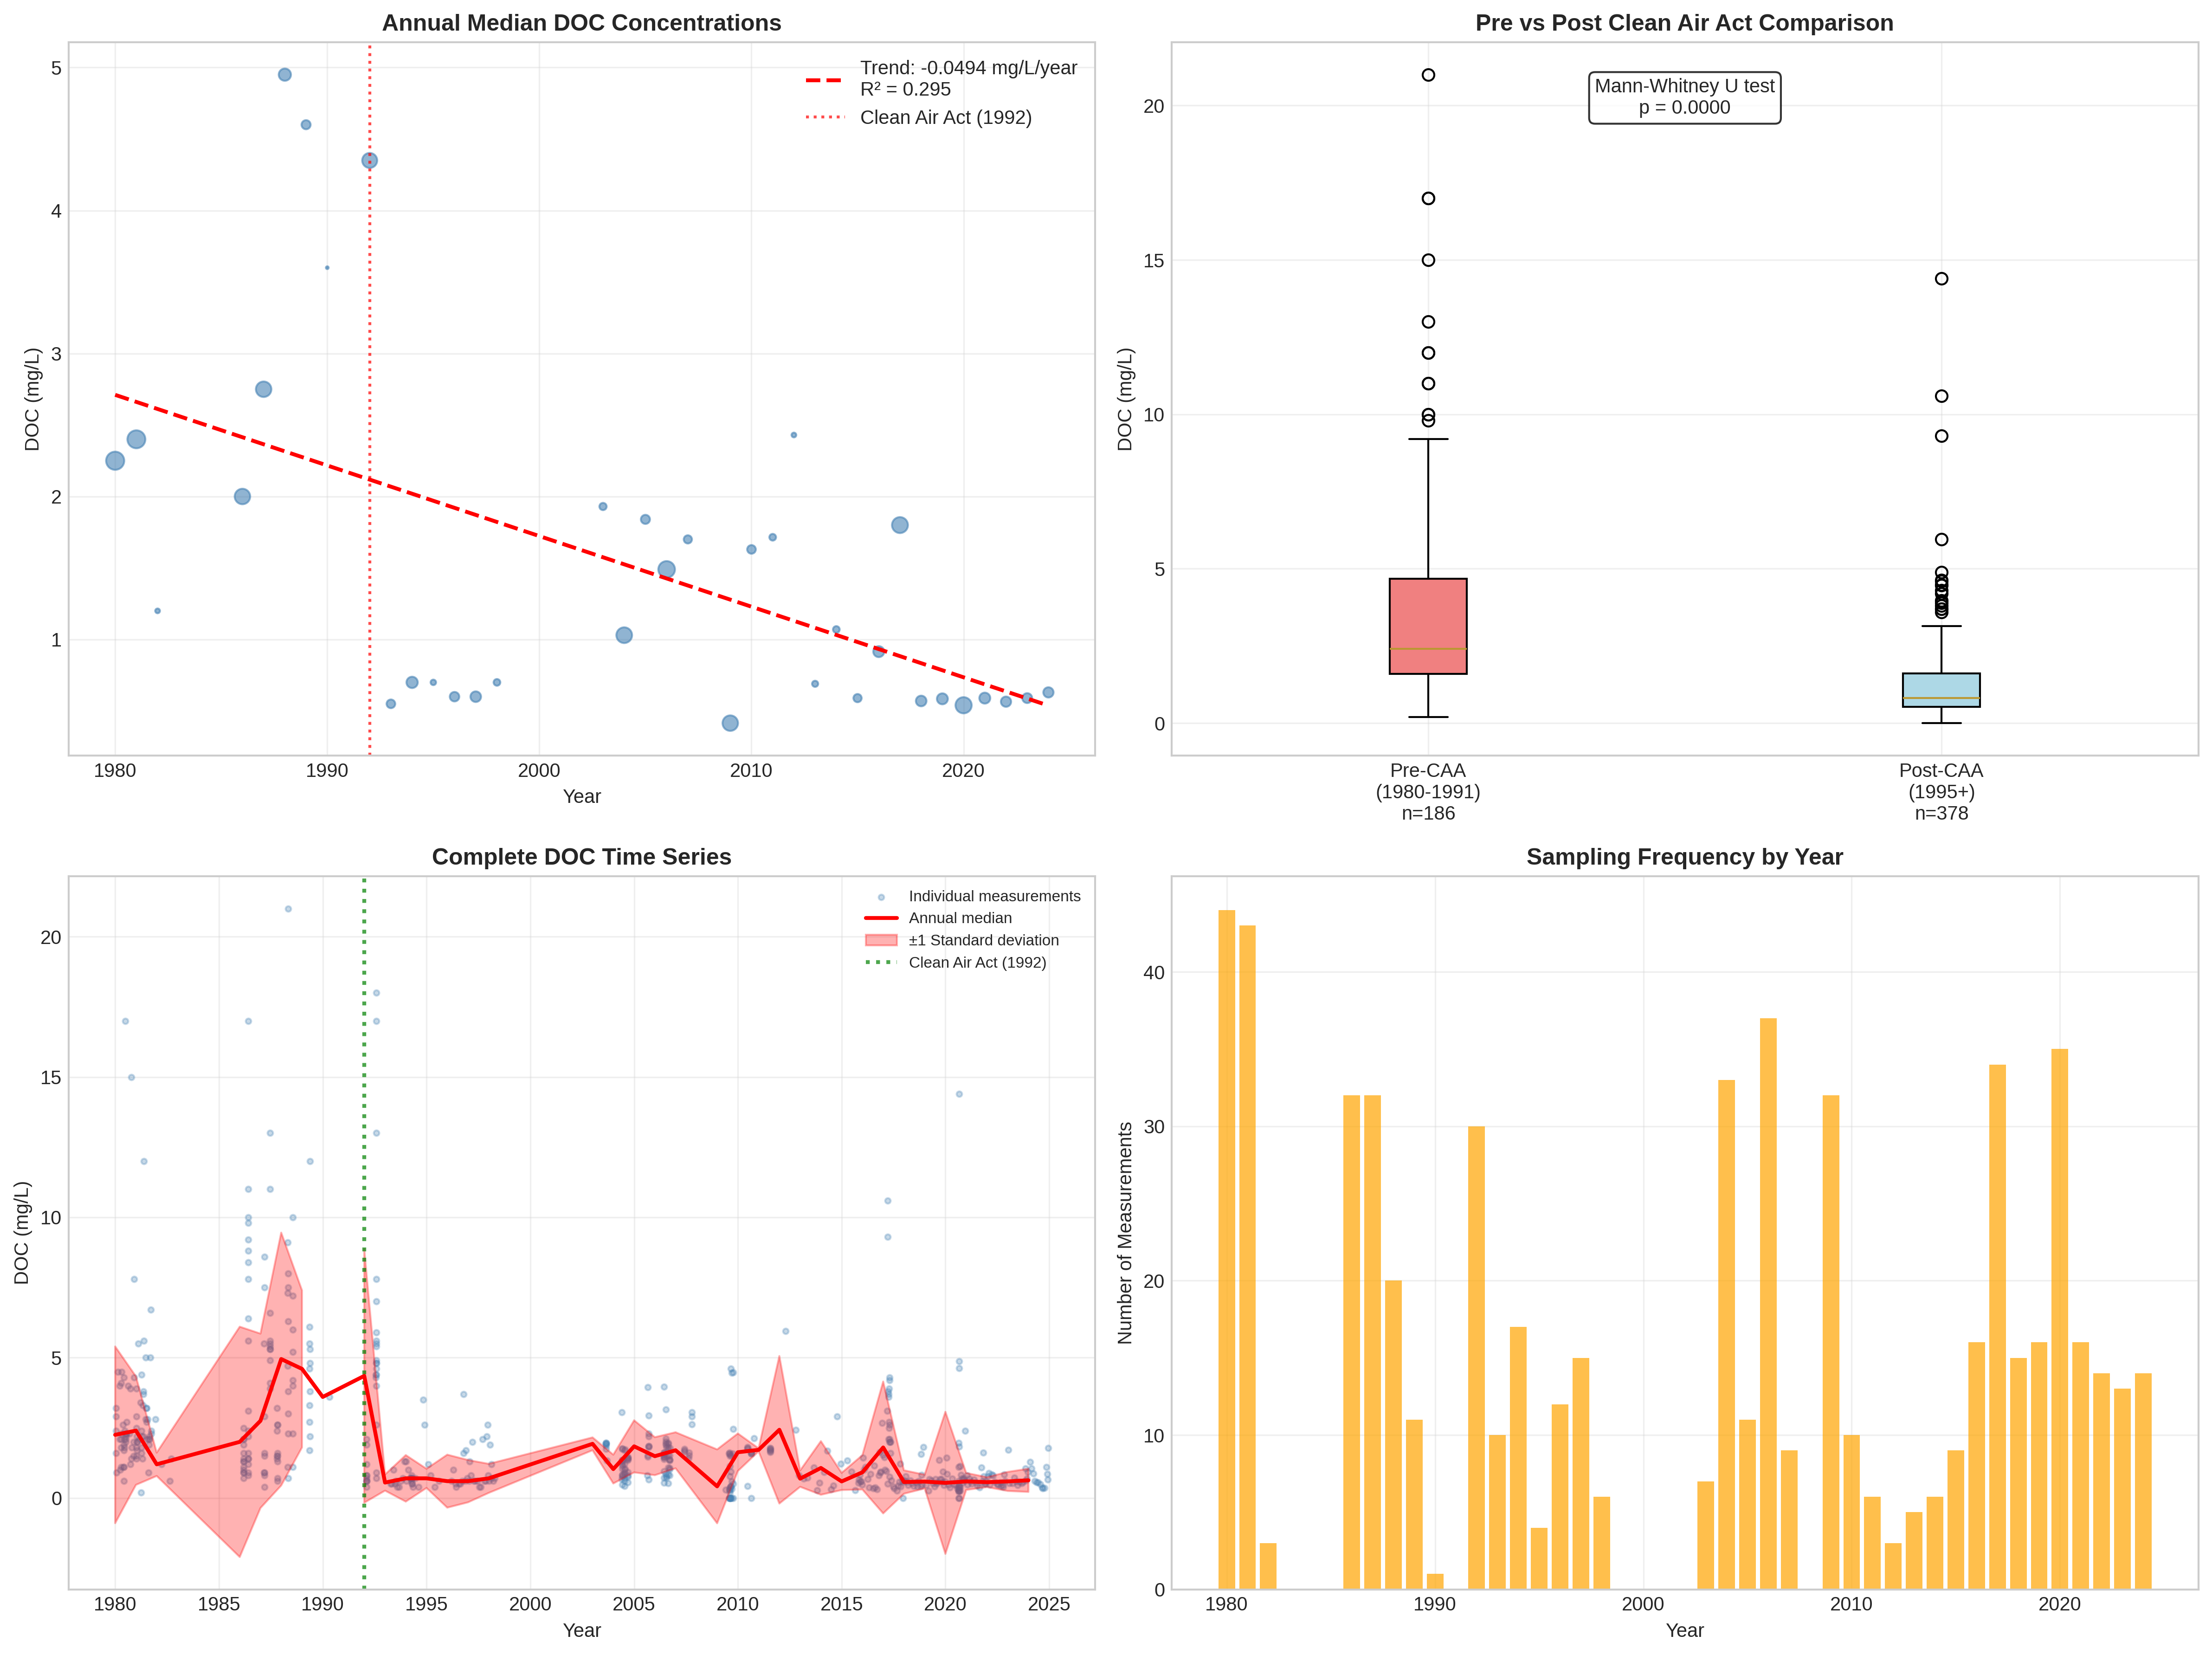 Annual Median DOC Concentrations
DOC (mg/L)
5
4
3
2
1
Trend: -0.0494 mg/L/year
R² = 0.295
Clean Air Act (1992)
1980 1990 2000 2010 2020
Year
Pre vs Post Clean Air Act Comparison
DOC (mg/L)
20
15
10
5
0
Mann-Whitney U test
p = 0.0000
Pre-CAA
(1980-1991)
n=186
Post-CAA
(1995+)
n=378
Complete DOC Time Series
DOC (mg/L)
20
15
10
5
0
Individual measurements
Annual median
±1 Standard deviation
Clean Air Act (1992)
1980 1985 1990 1995 2000 2005 2010 2015 2020 2025
Year
Sampling Frequency by Year
Number of Measurements
40
30
20
10
0
1980 1990 2000 2010 2020
Year